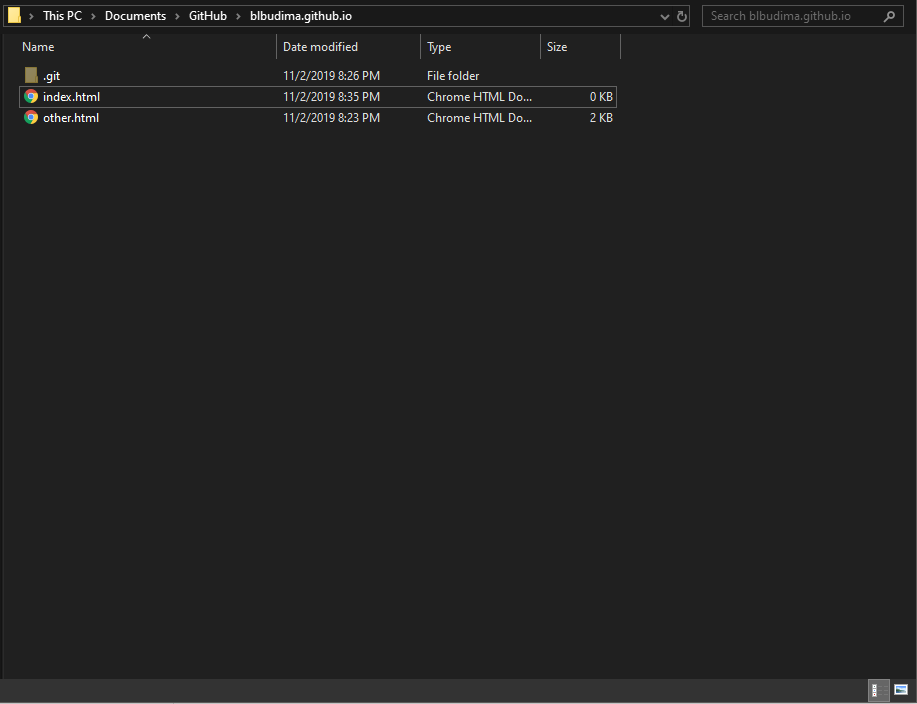 This PC > Documents > GitHub > blbudima.github.io Search blbudima.github.io
Name Date modified Type Size
.git 11/2/2019 8:26 PM File folder
index.html 11/2/2019 8:35 PM Chrome HTML Do... 0 KB
other.html 11/2/2019 8:23 PM Chrome HTML Do... 2 KB